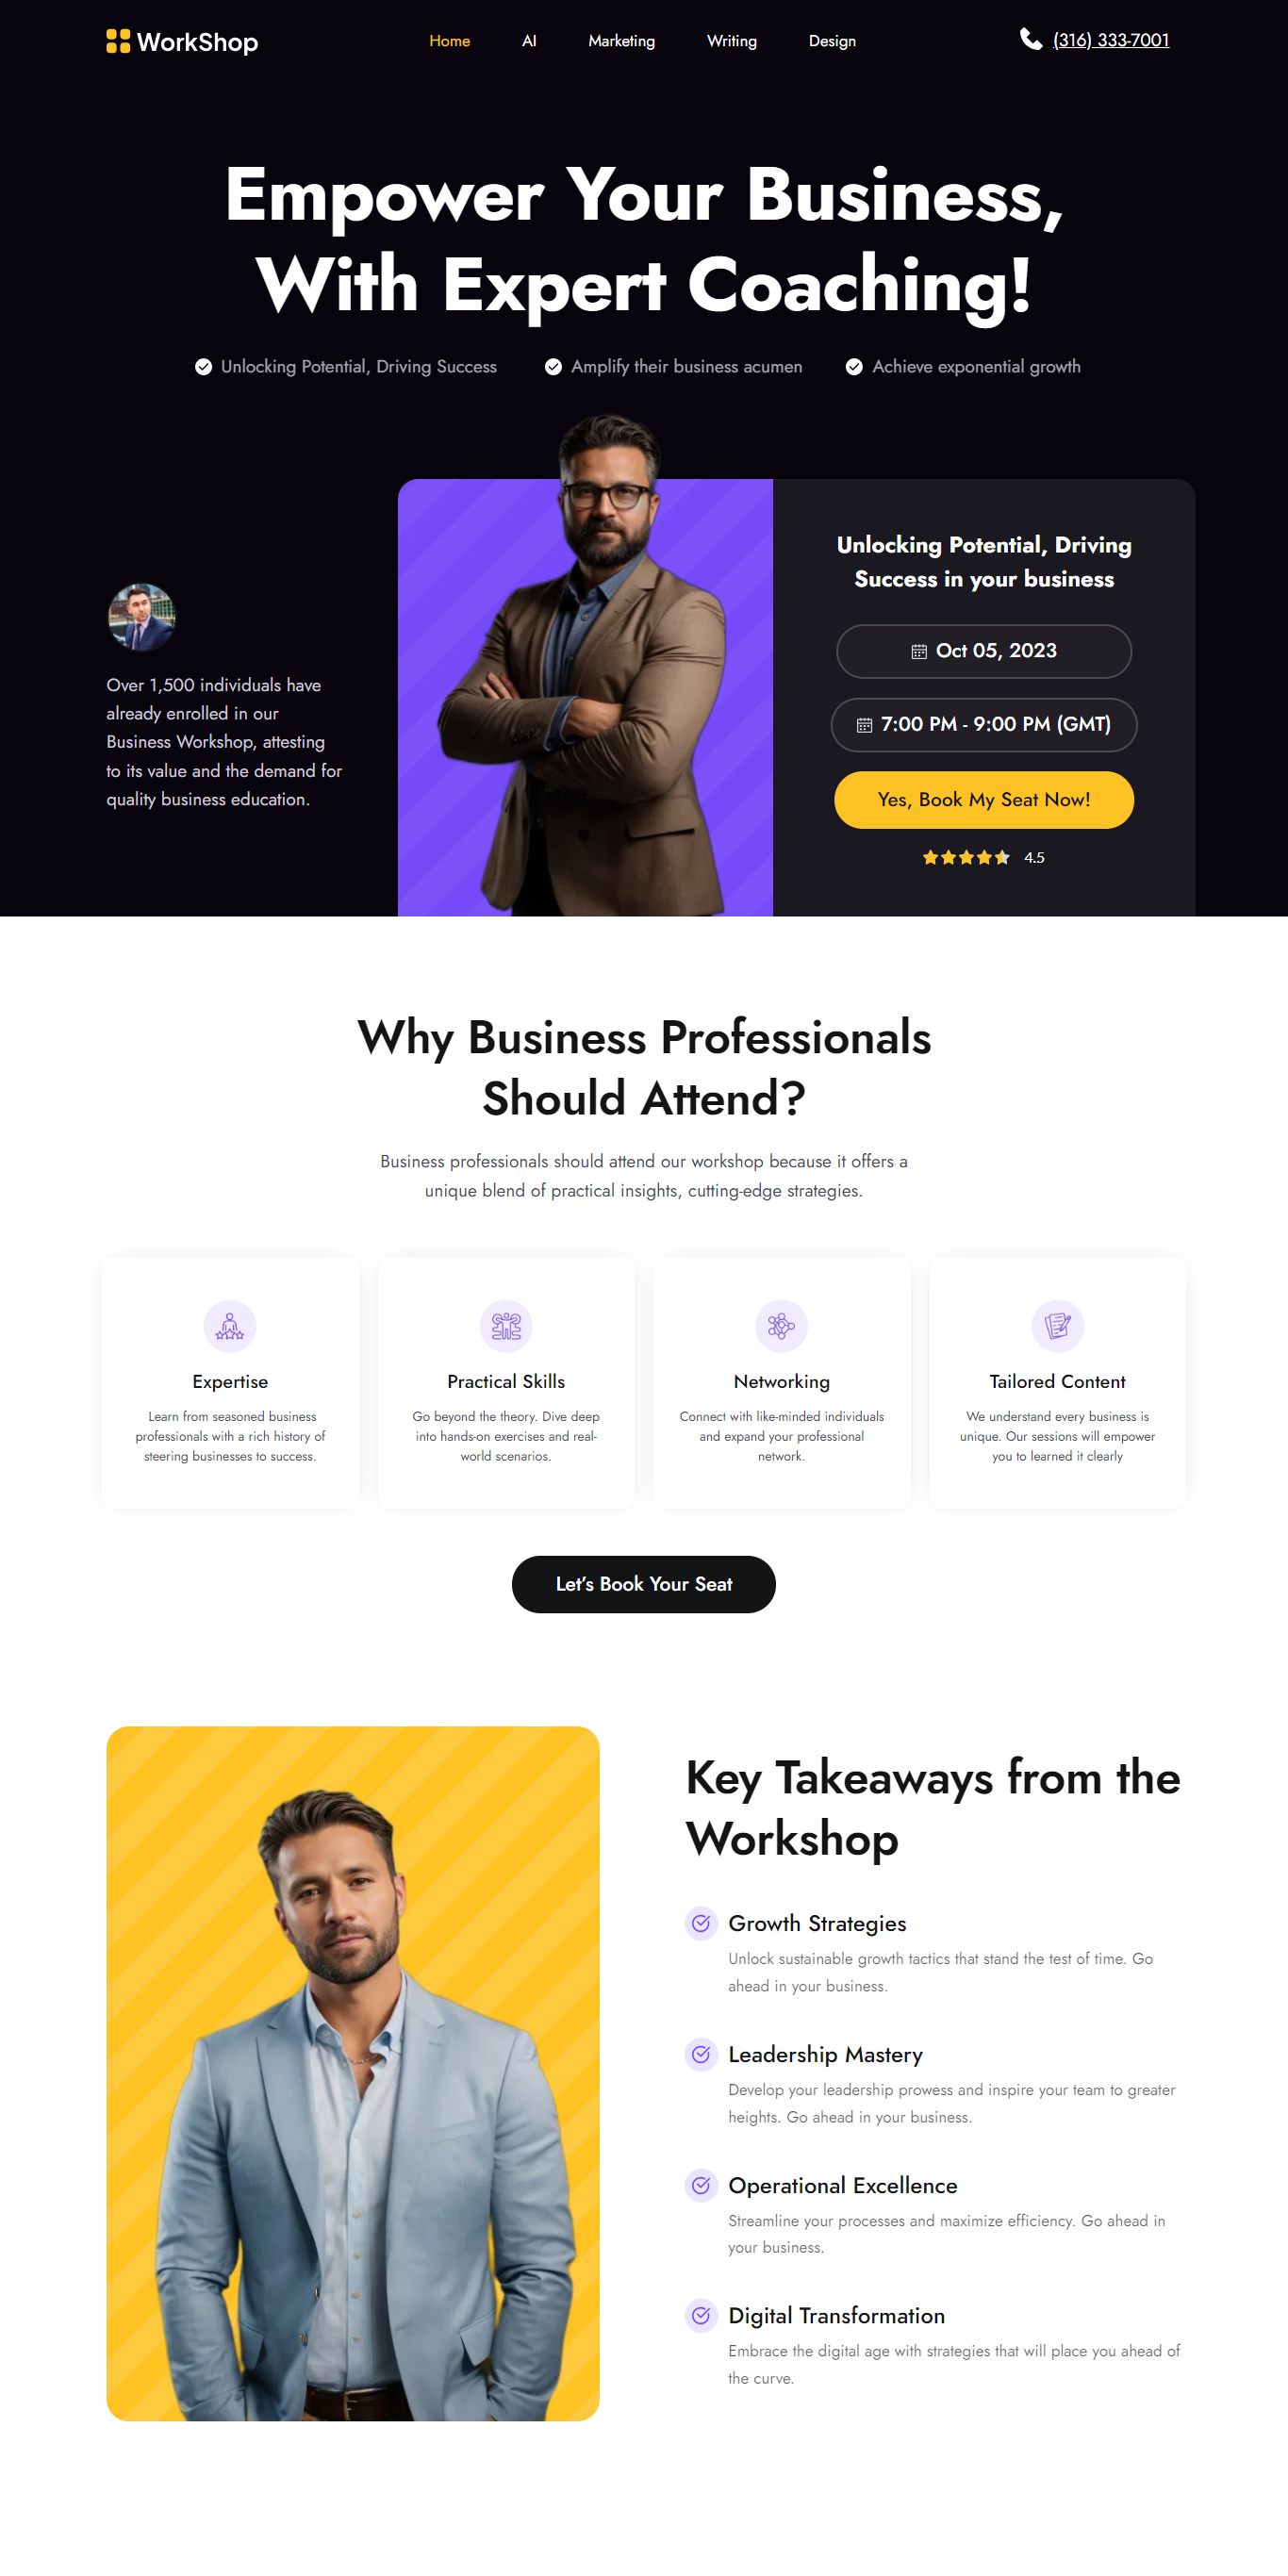 WorkShop
Home
AI
Marketing
Writing
Design
(316) 333-7001
Empower Your Business,
With Expert Coaching!
Unlocking Potential, Driving Success
Amplify their business acumen
Achieve exponential growth
Over 1,500 individuals have
already enrolled in our
Business Workshop, attesting
to its value and the demand for
quality business education.
Unlocking Potential, Driving
Success in your business
Oct 05, 2023
7:00 PM - 9:00 PM (GMT)
Yes, Book My Seat Now!
4.5
Why Business Professionals
Should Attend?
Business professionals should attend our workshop because it offers a
unique blend of practical insights, cutting-edge strategies.
Expertise
Learn from seasoned business
professionals with a rich history of
steering businesses to success.
Practical Skills
Go beyond the theory. Dive deep
into hands-on exercises and real-
world scenarios.
Networking
Connect with like-minded individuals
and expand your professional
network.
Tailored Content
We understand every business is
unique. Our sessions will empower
you to learned it clearly
Let's Book Your Seat
Key Takeaways from the
Workshop
Growth Strategies
Unlock sustainable growth tactics that stand the test of time. Go
ahead in your business.
Leadership Mastery
Develop your leadership prowess and inspire your team to greater
heights. Go ahead in your business.
Operational Excellence
Streamline your processes and maximize efficiency. Go ahead in
your business.
Digital Transformation
Embrace the digital age with strategies that will place you ahead of
the curve.